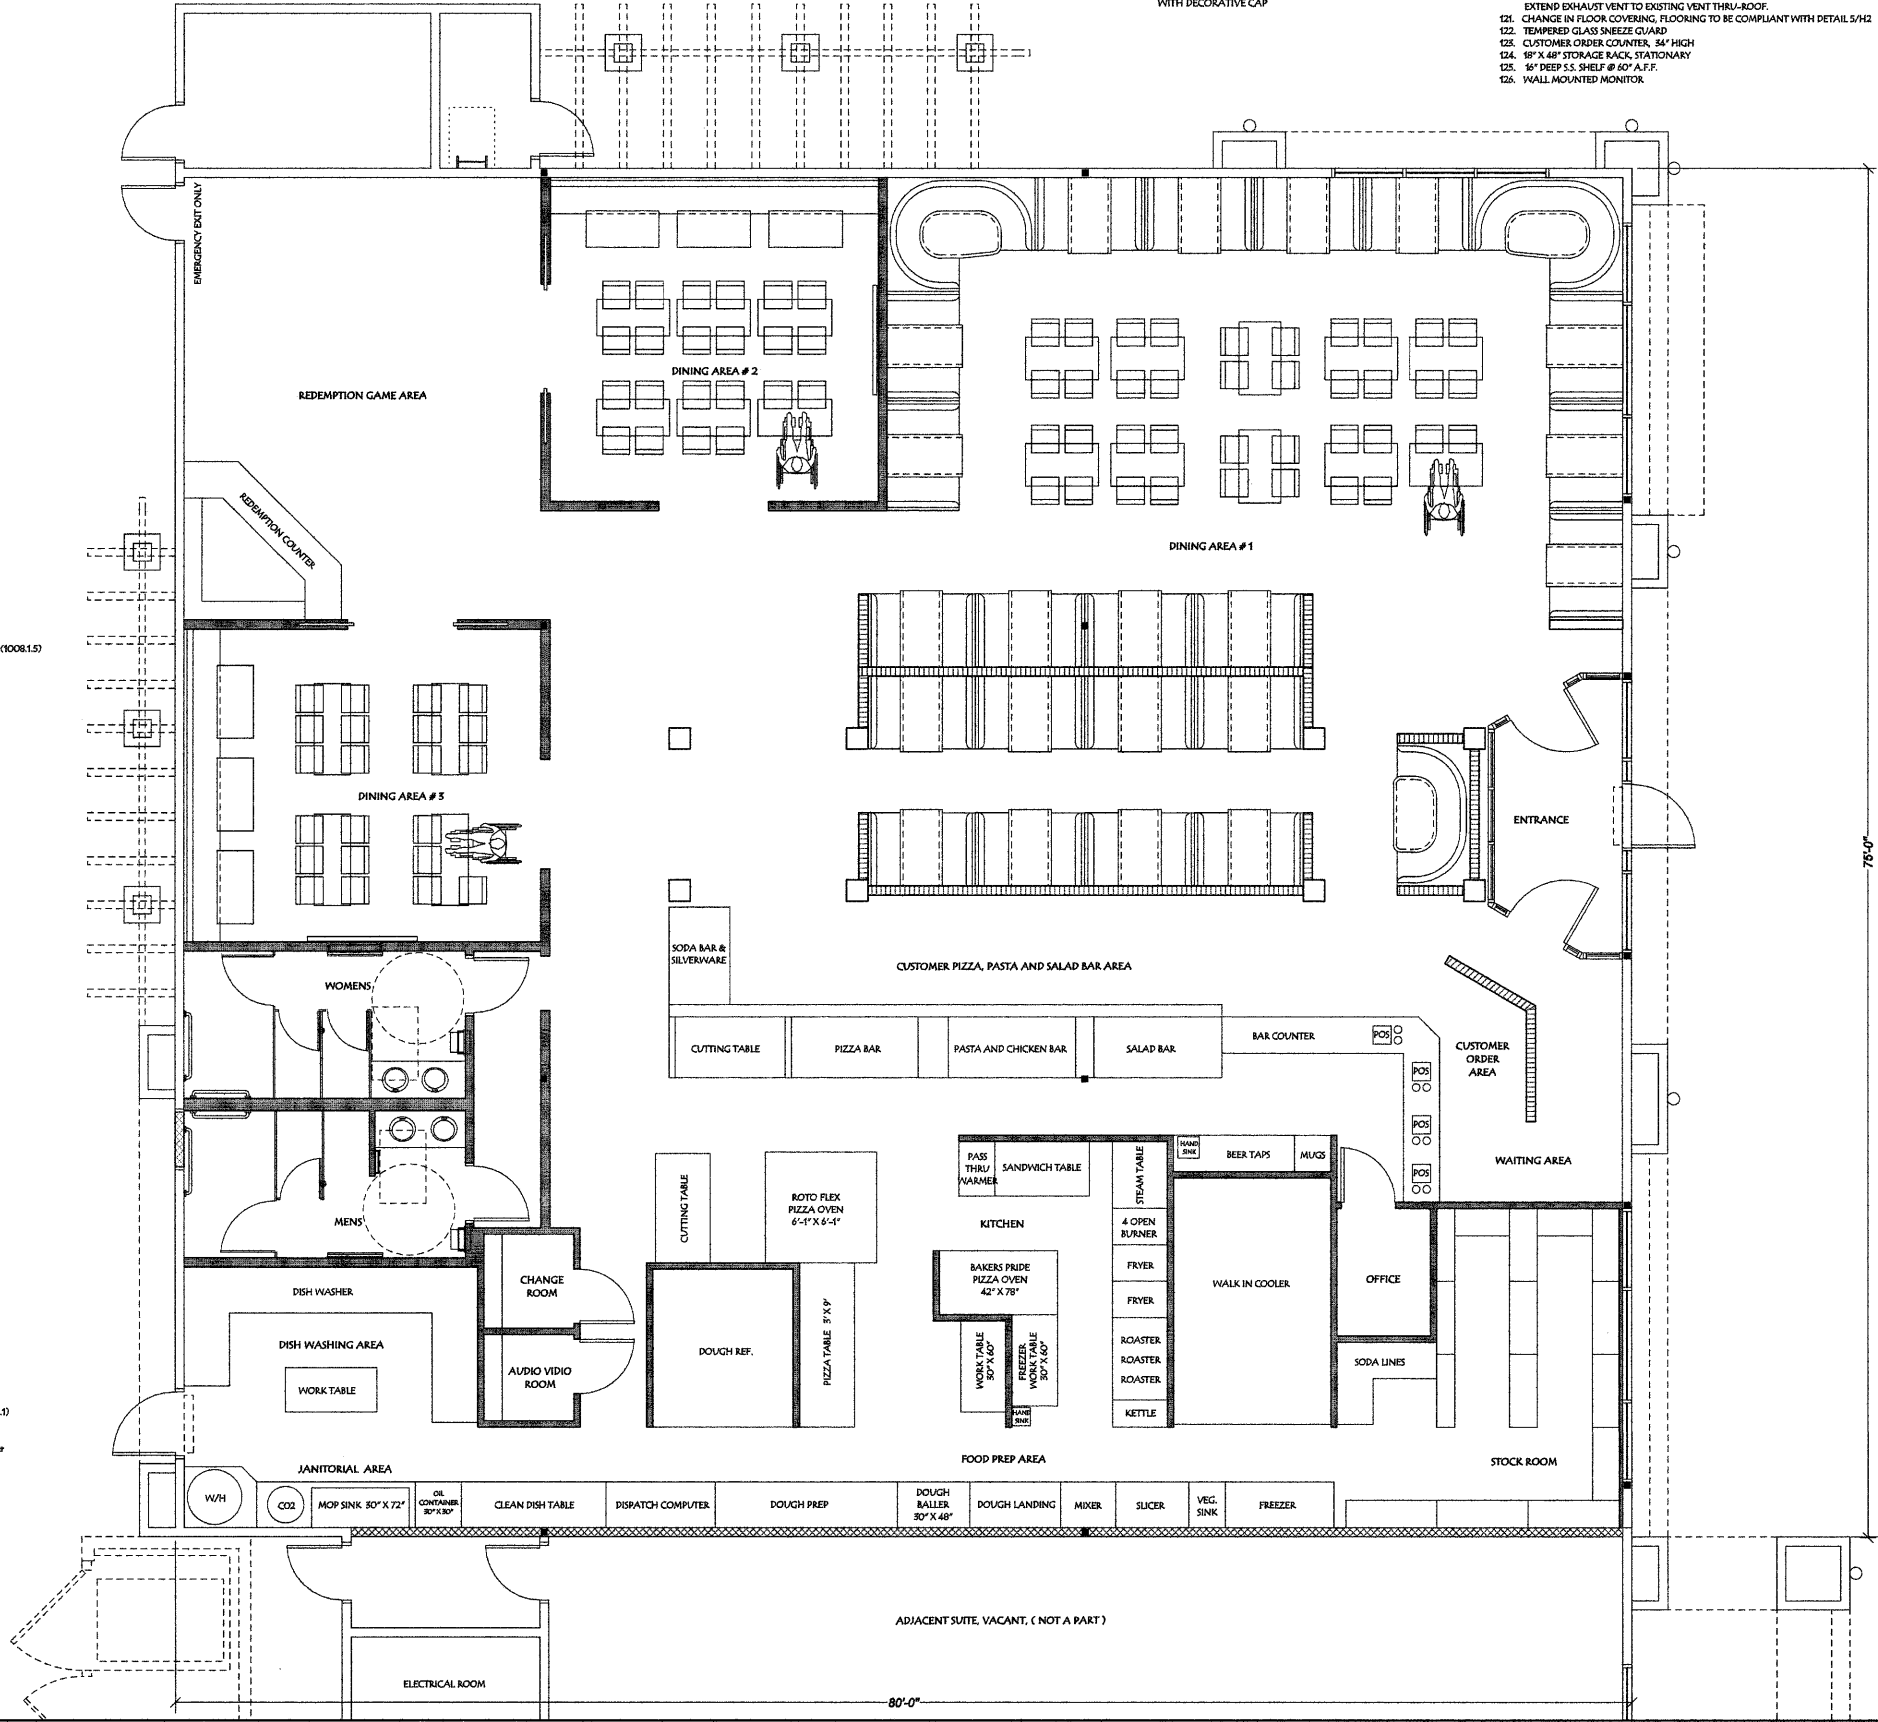 WITH DECORATIVE CAP
EXTEND EXHAUST VENT TO EXISTING VENT THRU-ROOF.
121. CHANGE IN FLOOR COVERING, FLOORING TO BE COMPLIANT WITH DETAIL 5/H2
122. TEMPERED GLASS SNEEZE GUARD
123. CUSTOMER ORDER COUNTER, 34" HIGH
124. 18" X 48" STORAGE RACK, STATIONARY
125. 16" DEEP S.S. SHELF @ 60" A.F.F.
126. WALL MOUNTED MONITOR
EMERGENCY EXIT ONLY
DINING AREA # 2
REDEMPTION GAME AREA
REDEMPTION COUNTER
DINING AREA # 1
(1008.1.5)
DINING AREA # 3
ENTRANCE
75'-0"
SODA BAR &
SILVERWARE
CUSTOMER PIZZA, PASTA AND SALAD BAR AREA
WOMENS
CUTTING TABLE
PIZZA BAR
PASTA AND CHICKEN BAR
SALAD BAR
BAR COUNTER
POS
CUSTOMER
ORDER
AREA
POS
POS
POS
WAITING AREA
HAND
SINK
BEER TAPS
MUGS
PASS
THRU
WARMER
SANDWICH TABLE
STEAM TABLE
CUTTING TABLE
ROTO FLEX
PIZZA OVEN
6'-1" X 6'-1"
MENS
KITCHEN
4 OPEN
BURNER
FRYER
FRYER
ROASTER
ROASTER
ROASTER
KETTLE
BAKERS PRIDE
PIZZA OVEN
42" X 78"
WALK IN COOLER
OFFICE
CHANGE
ROOM
DISH WASHER
DISH WASHING AREA
WORK TABLE
AUDIO VIDIO
ROOM
DOUGH REF.
PIZZA TABLE 3' X 9'
WORK TABLE
30" X 60"
FREEZER
WORK TABLE
30" X 60"
HAND
SINK
SODA LINES
.1)
FOOD PREP AREA
STOCK ROOM
JANITORIAL AREA
W/H
CO2
MOP SINK 30" X 72"
OIL
CONTAINER
30" X 30"
CLEAN DISH TABLE
DISPATCH COMPUTER
DOUGH PREP
DOUGH
BALLER
30" X 48"
DOUGH LANDING
MIXER
SLICER
VEG.
SINK
FREEZER
ADJACENT SUITE, VACANT, ( NOT A PART )
ELECTRICAL ROOM
80'-0"